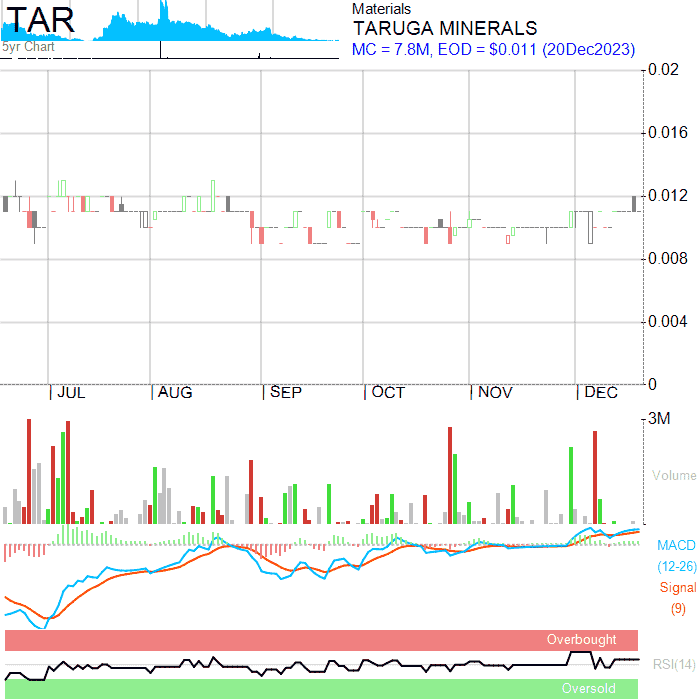 TAR
5yr Chart
Materials
TARUGA MINERALS
MC = 7.8M, EOD = $0.011 (20Dec2023)
0.02
0.016
0.012
0.008
0.004
0
JUL AUG SEP OCT NOV DEC
3M
Volume
MACD
(12-26)
Signal
(9)
Overbought
RSI(14)
Oversold